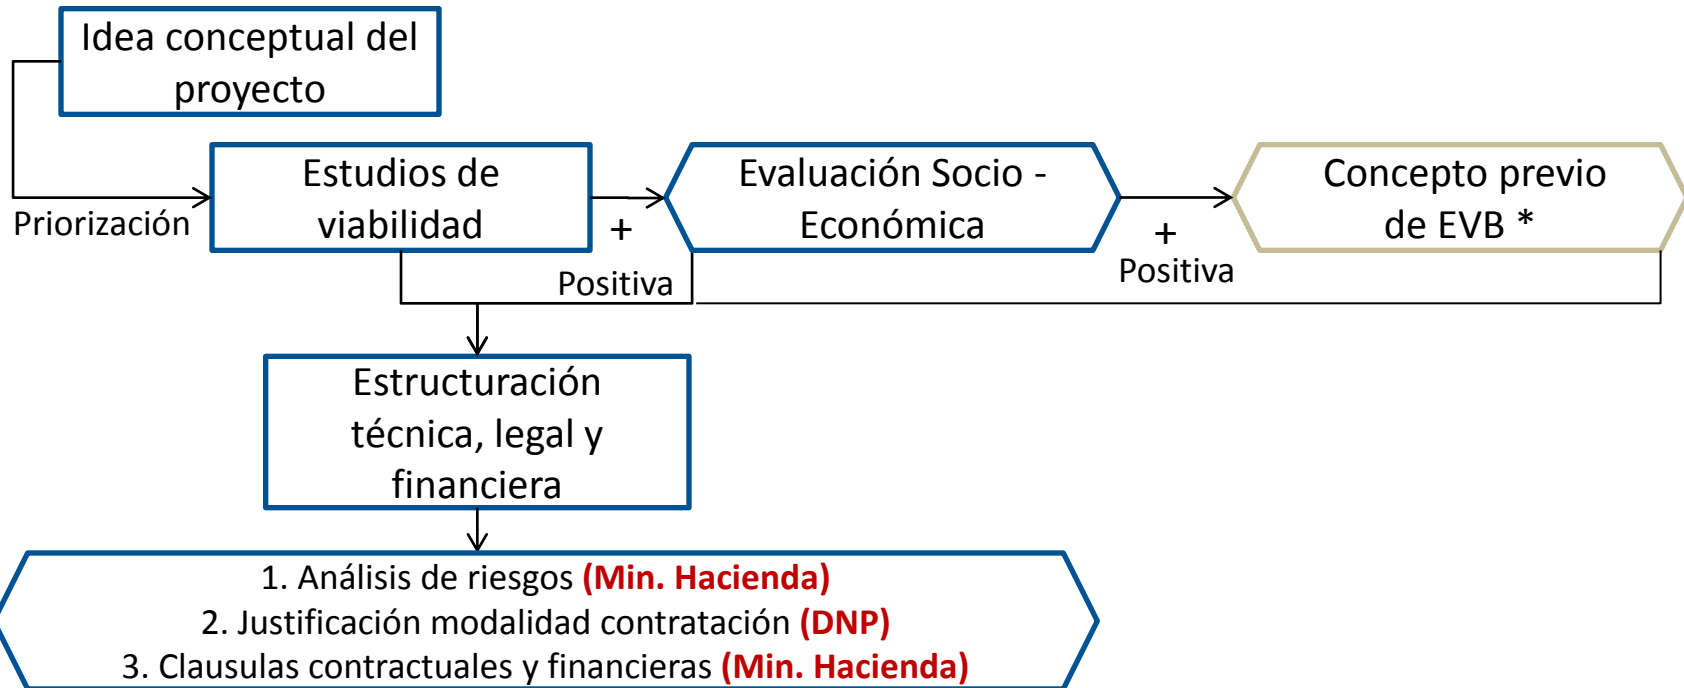 Idea conceptual del
proyecto
Priorización
Estudios de
viabilidad
+
Positiva
Evaluación Socio -
Económica
+
Positiva
Concepto previo
de EVB *
Estructuración
técnica, legal y
financiera
1. Análisis de riesgos (Min. Hacienda)
2. Justificación modalidad contratación (DNP)
3. Clausulas contractuales y financieras (Min. Hacienda)